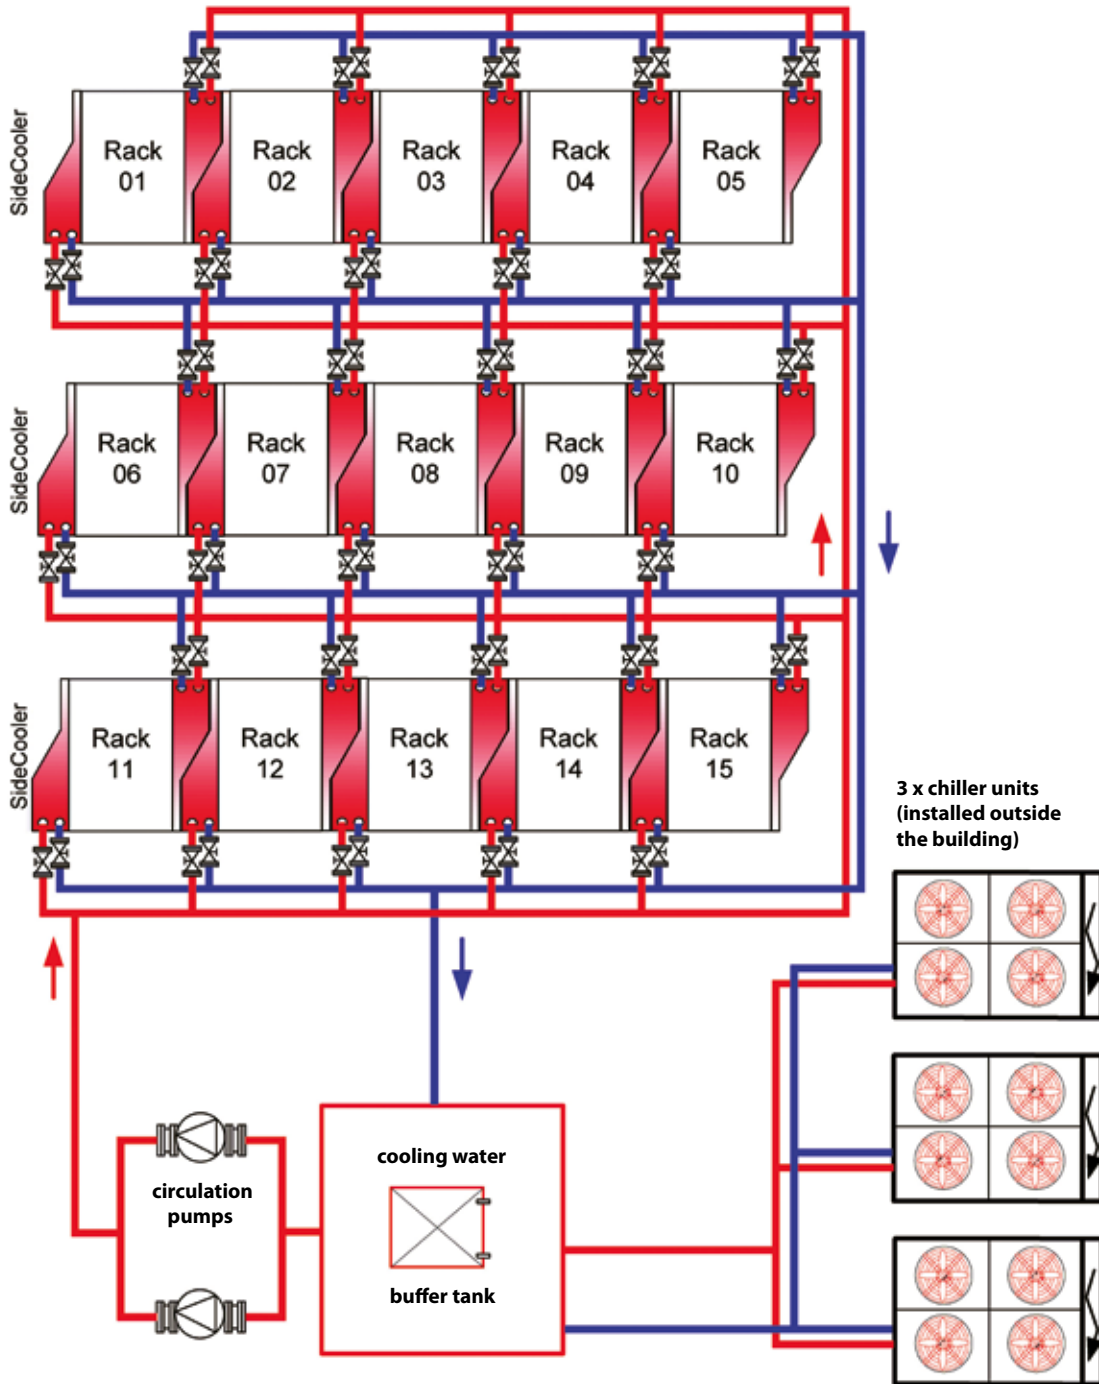 SideCooler
Rack
01
Rack
02
Rack
03
Rack
04
Rack
05
SideCooler
Rack
06
Rack
07
Rack
08
Rack
09
Rack
10
SideCooler
Rack
11
Rack
12
Rack
13
Rack
14
Rack
15
3 x chiller units
(installed outside
the building)
cooling water
circulation
pumps
buffer tank